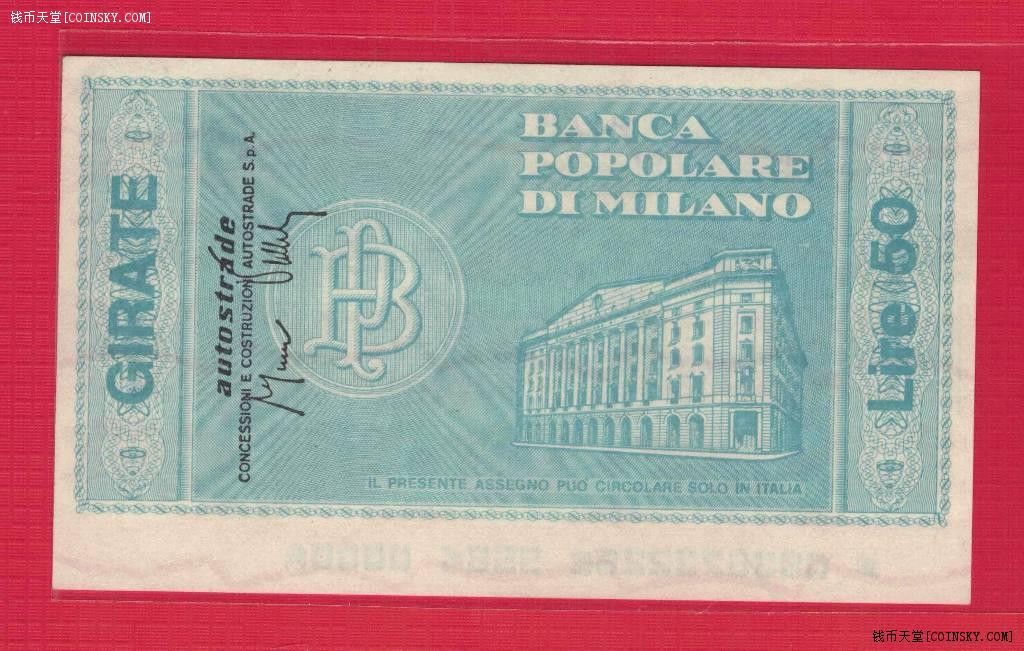 钱币天堂[COINSKY.COM]
BANCA
POPOLARE
DI MILANO
GIRATE
autostrade
CONCESSIONI E COSTRUZIONI AUTOSTRADE S.p.A.
PB
Lire 50
IL PRESENTE ASSEGNO PUÒ CIRCOLARE SOLO IN ITALIA
钱币天堂[COINSKY.COM]